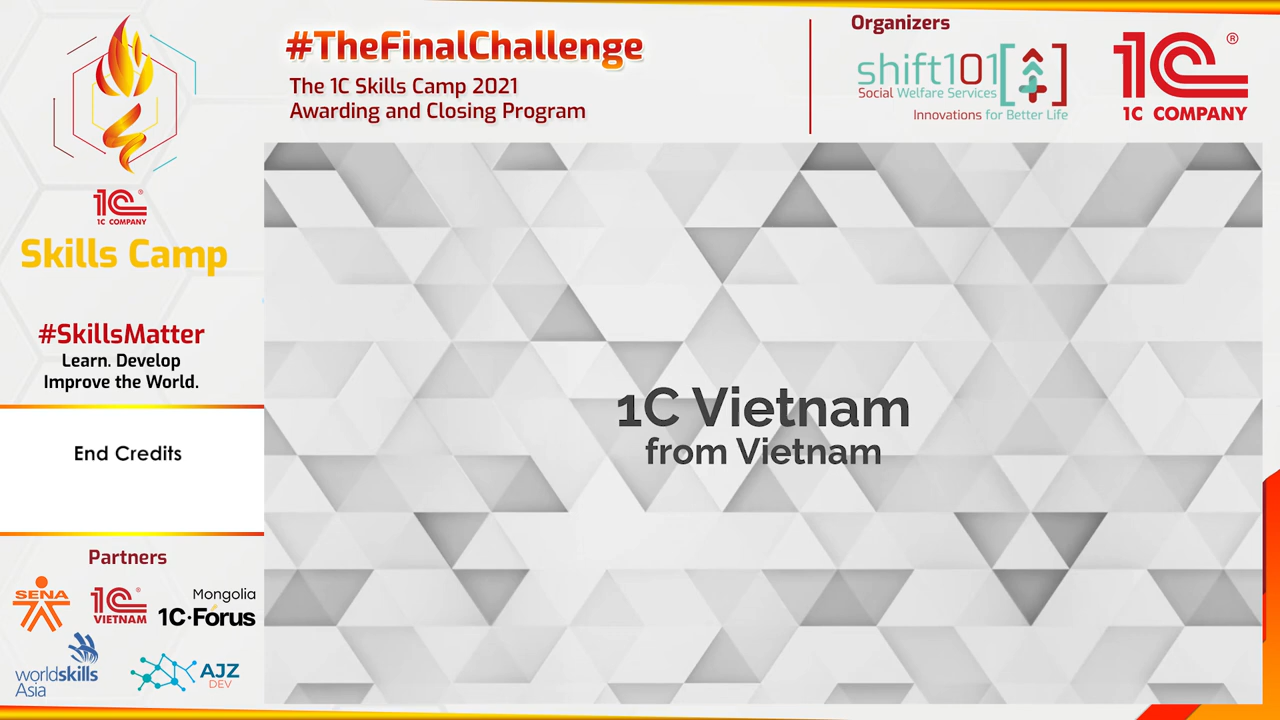 #TheFinalChallenge
The 1C Skills Camp 2021
Awarding and Closing Program
Organizers
shift101
Social Welfare Services
Innovations for Better Life
1C ®
1C COMPANY
1C ®
1C COMPANY
Skills Camp
#SkillsMatter
Learn. Develop
Improve the World.
End Credits
1C Vietnam
from Vietnam
Partners
SENA
1C ®
VIETNAM
Mongolia
1C·Fórus
worldskills
Asia
AJZ
DEV